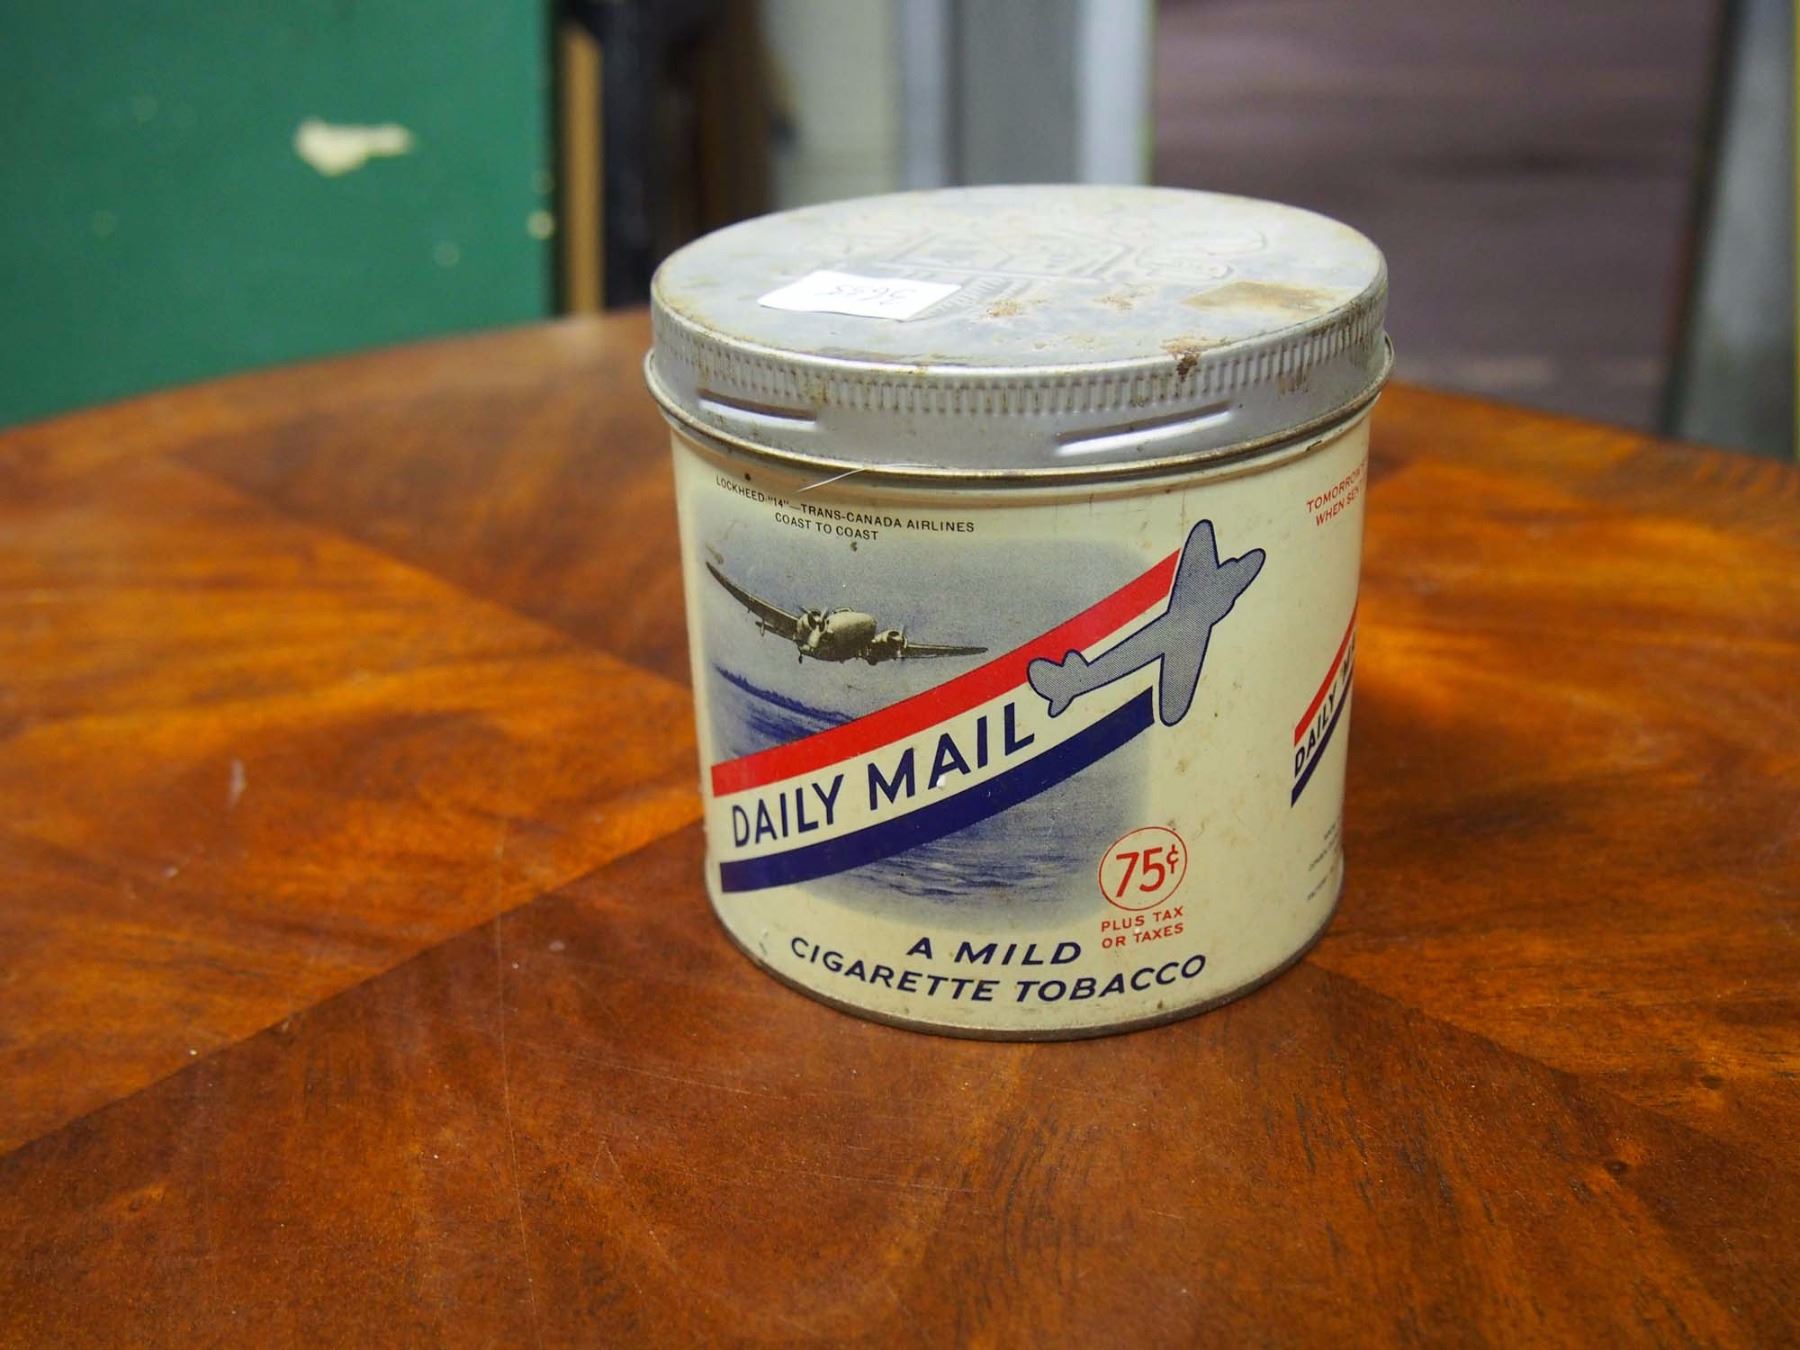 LOCKHEED "14"—TRANS-CANADA AIRLINES
COAST TO COAST
DAILY MAIL
75¢
PLUS TAX
OR TAXES
A MILD
CIGARETTE TOBACCO
WHEN
DAILY